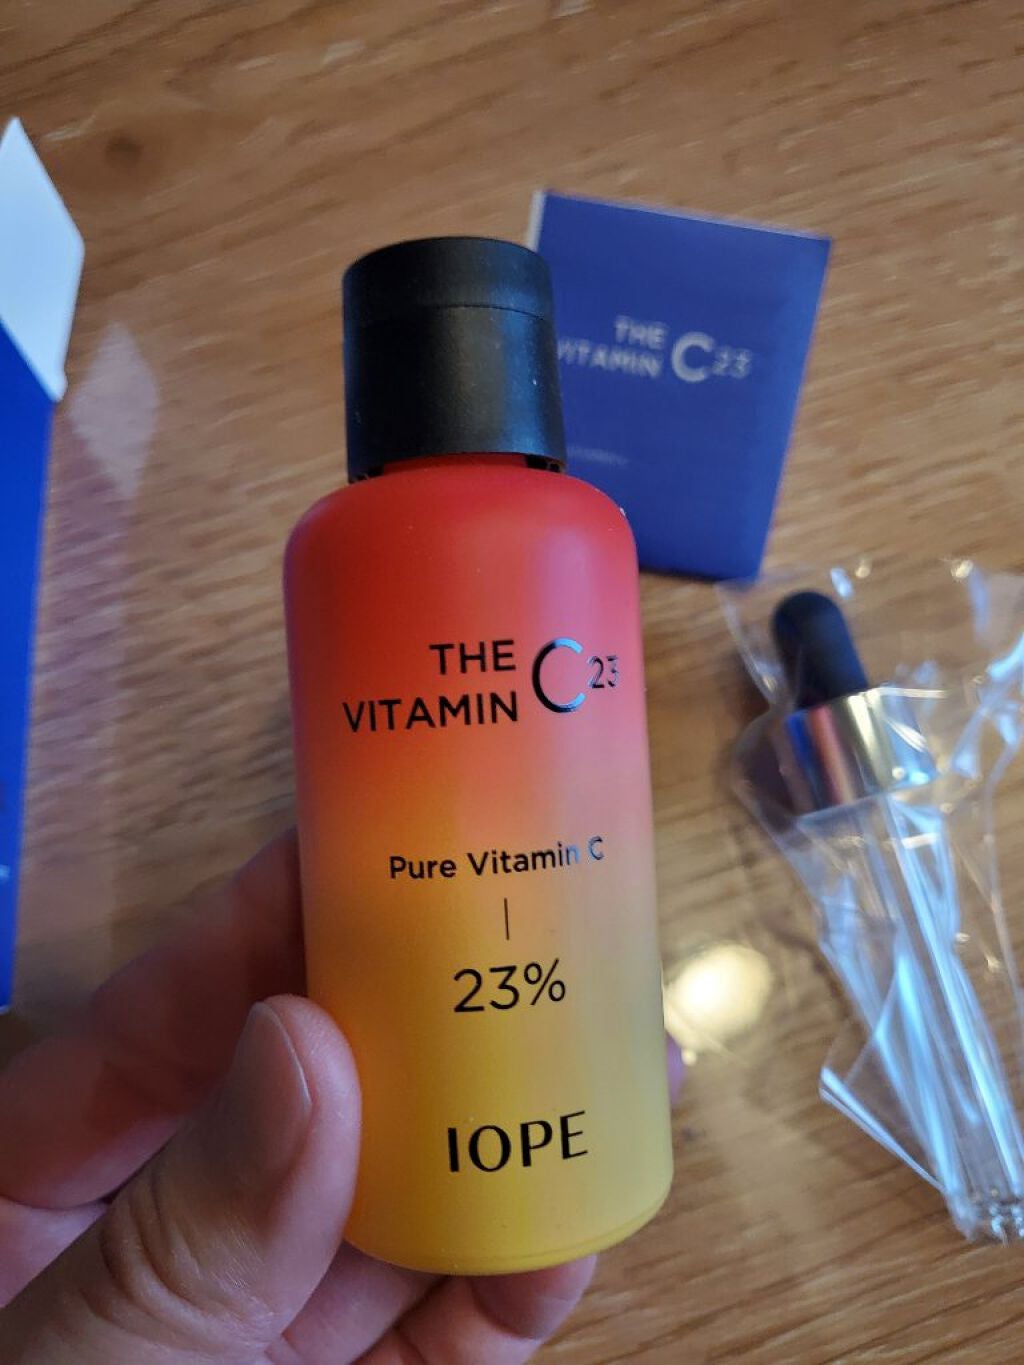 THE
VITAMIN C23
Pure Vitamin C
23%
IOPE
THE
VITAMIN C23